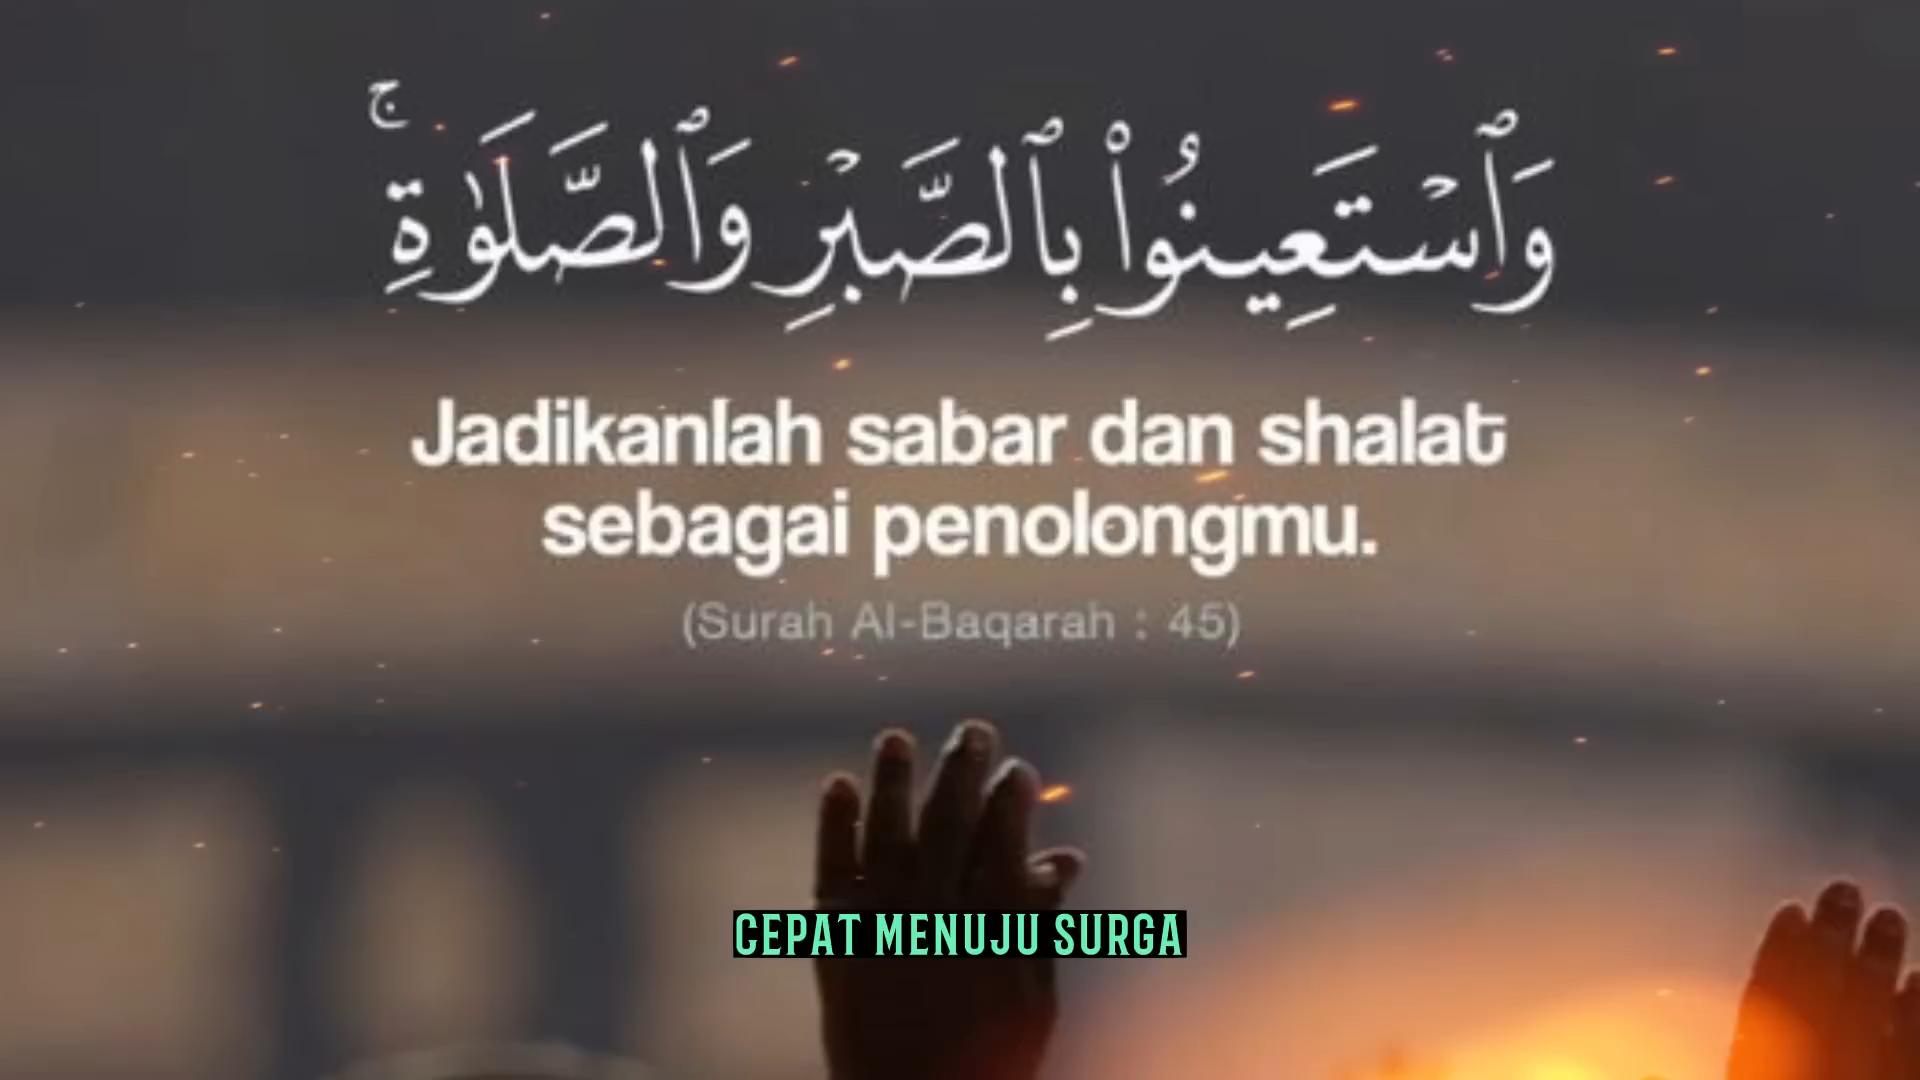 وَٱسْتَعِينُوا۟ بِٱلصَّبْرِ وَٱلصَّلَوٰةِ ۚ
Jadikanlah sabar dan shalat
sebagai penolongmu.
(Surah Al-Baqarah : 45)
CEPAT MENUJU SURGA